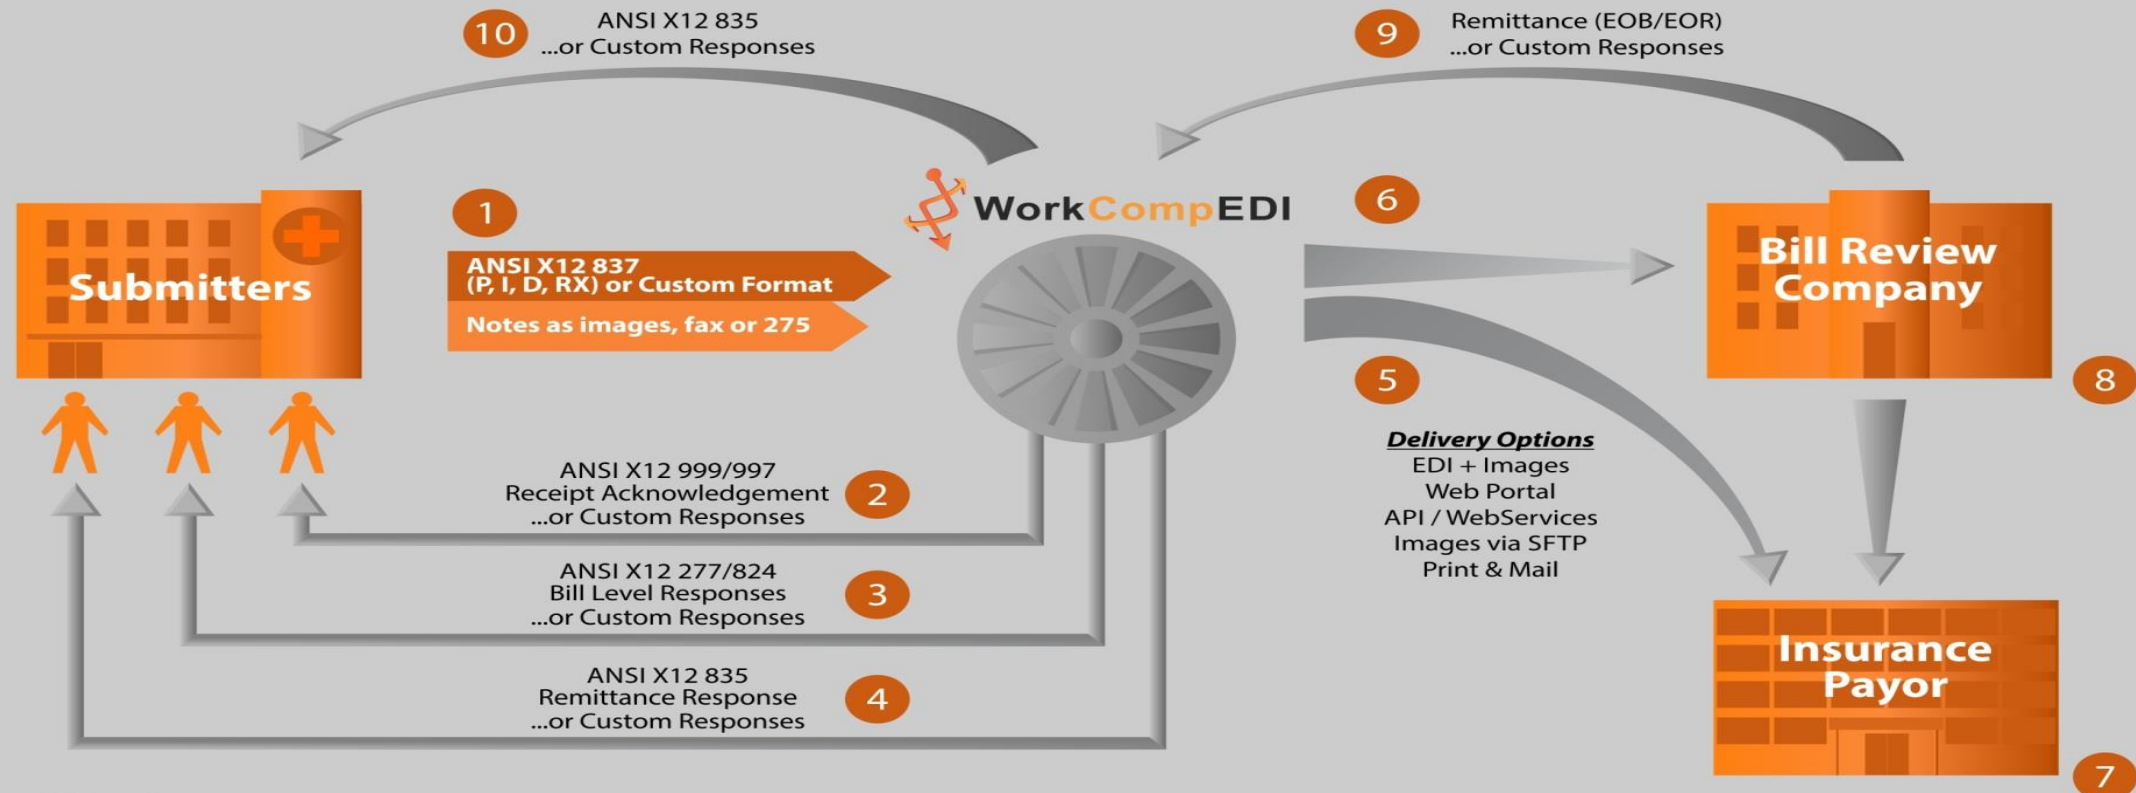 10
ANSI X12 835
...or Custom Responses
9
Remittance (EOB/EOR)
...or Custom Responses
Submitters
1
ANSI X12 837
(P, I, D, RX) or Custom Format
Notes as images, fax or 275
WorkCompEDI
6
Bill Review
Company
8
5
Delivery Options
EDI + Images
Web Portal
API / WebServices
Images via SFTP
Print & Mail
ANSI X12 999/997
Receipt Acknowledgement
...or Custom Responses
2
ANSI X12 277/824
Bill Level Responses
...or Custom Responses
3
ANSI X12 835
Remittance Response
...or Custom Responses
4
Insurance
Payor
7